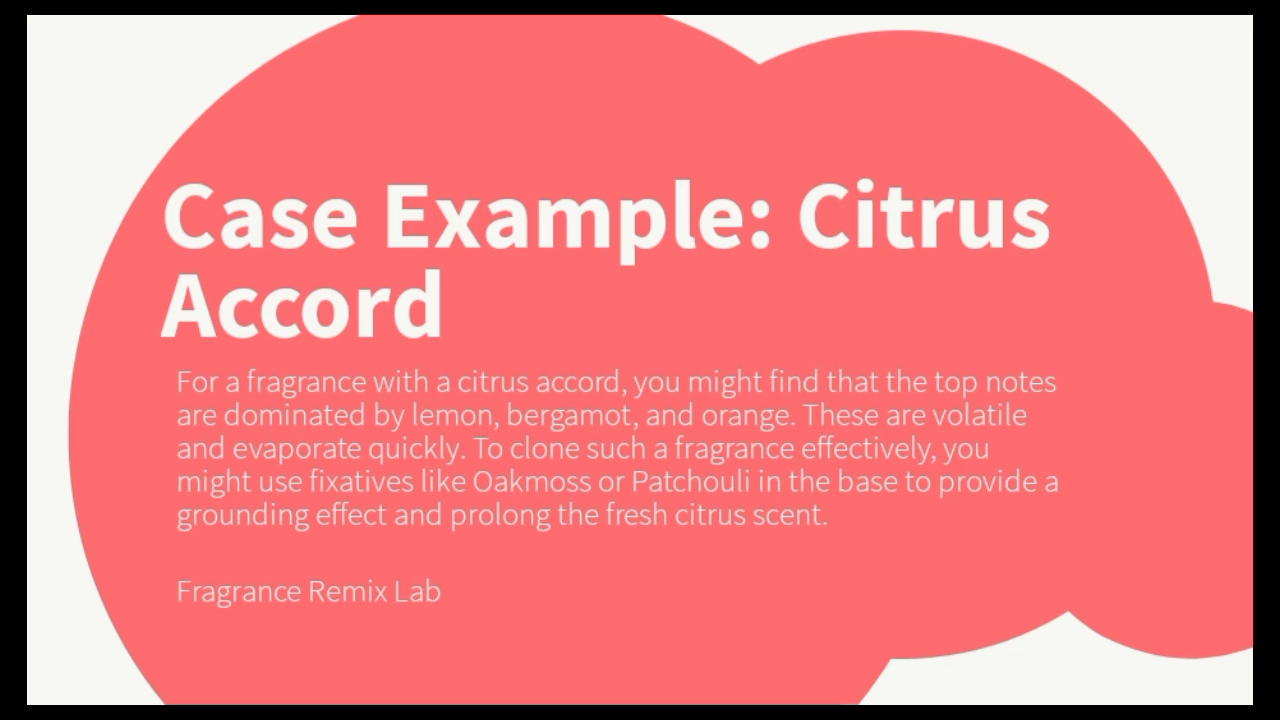 Case Example: Citrus
Accord
For a fragrance with a citrus accord, you might find that the top notes
are dominated by lemon, bergamot, and orange. These are volatile
and evaporate quickly. To clone such a fragrance effectively, you
might use fixatives like Oakmoss or Patchouli in the base to provide a
grounding effect and prolong the fresh citrus scent.
Fragrance Remix Lab